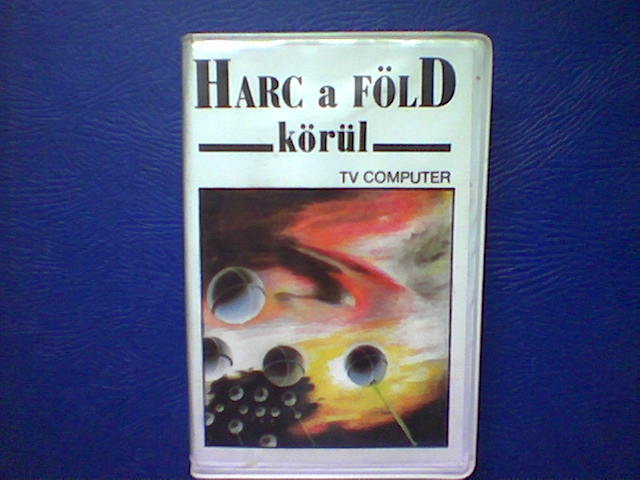 HARC a FÖLD
körül
TV COMPUTER